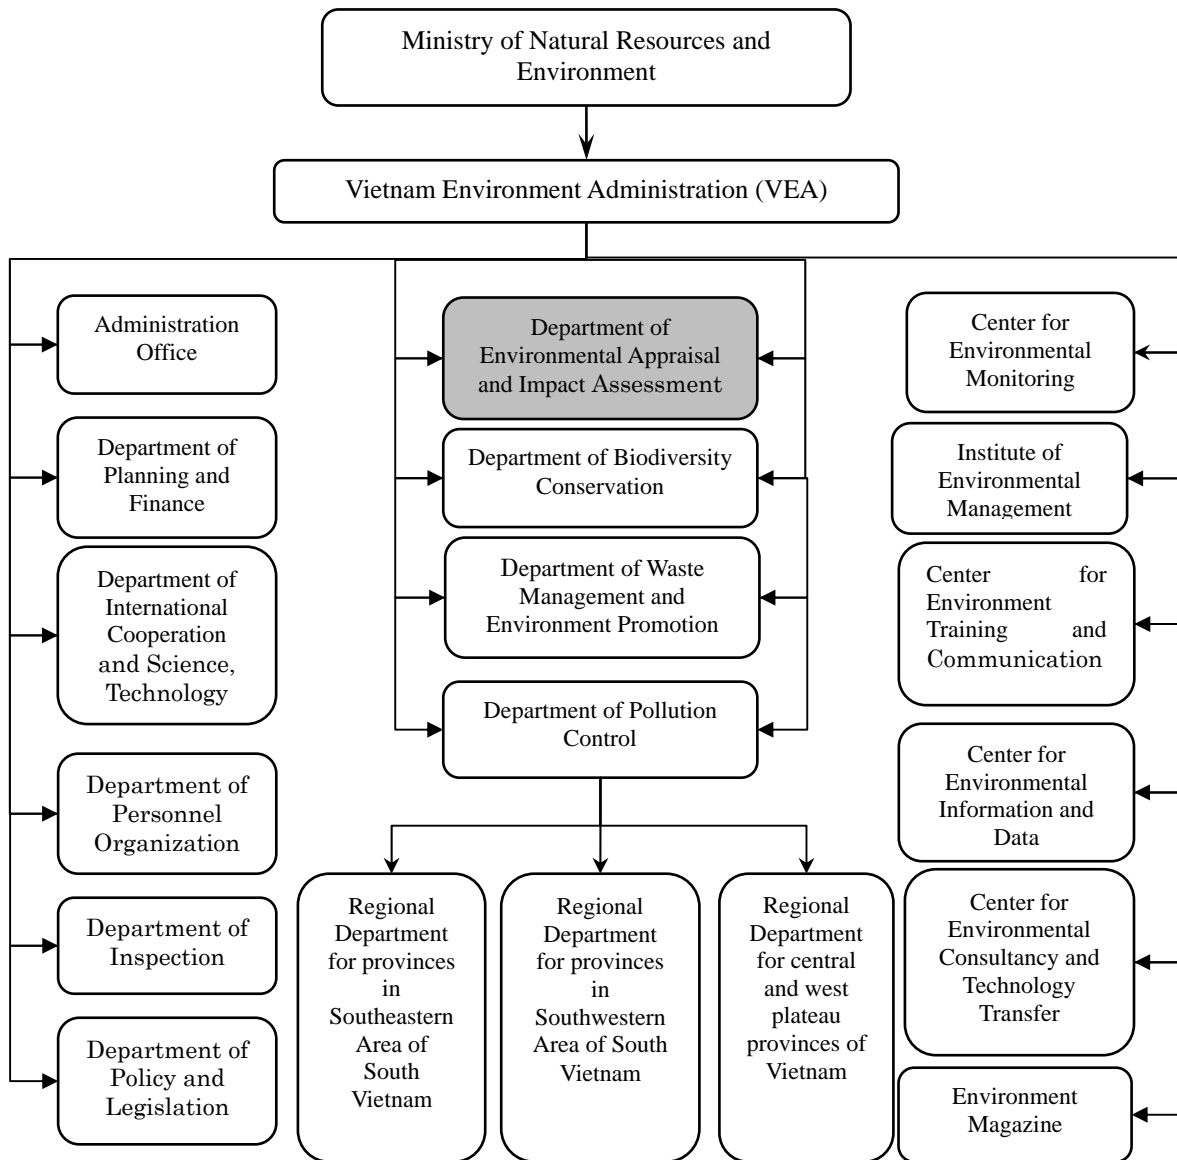 Ministry of Natural Resources and
Environment
Vietnam Environment Administration (VEA)
Administration
Office
Department of
Planning and
Finance
Department of
International
Cooperation
and Science,
Technology
Department of
Personnel
Organization
Department of
Inspection
Department of
Policy and
Legislation
Department of
Environmental Appraisal
and Impact Assessment
Department of Biodiversity
Conservation
Department of Waste
Management and
Environment Promotion
Department of Pollution
Control
Regional
Department
for provinces
in
Southeastern
Area of
South
Vietnam
Regional
Department
for provinces
in
Southwestern
Area of South
Vietnam
Regional
Department
for central
and west
plateau
provinces of
Vietnam
Center for
Environmental
Monitoring
Institute of
Environmental
Management
Center for
Environment
Training and
Communication
Center for
Environmental
Information and
Data
Center for
Environmental
Consultancy and
Technology
Transfer
Environment
Magazine